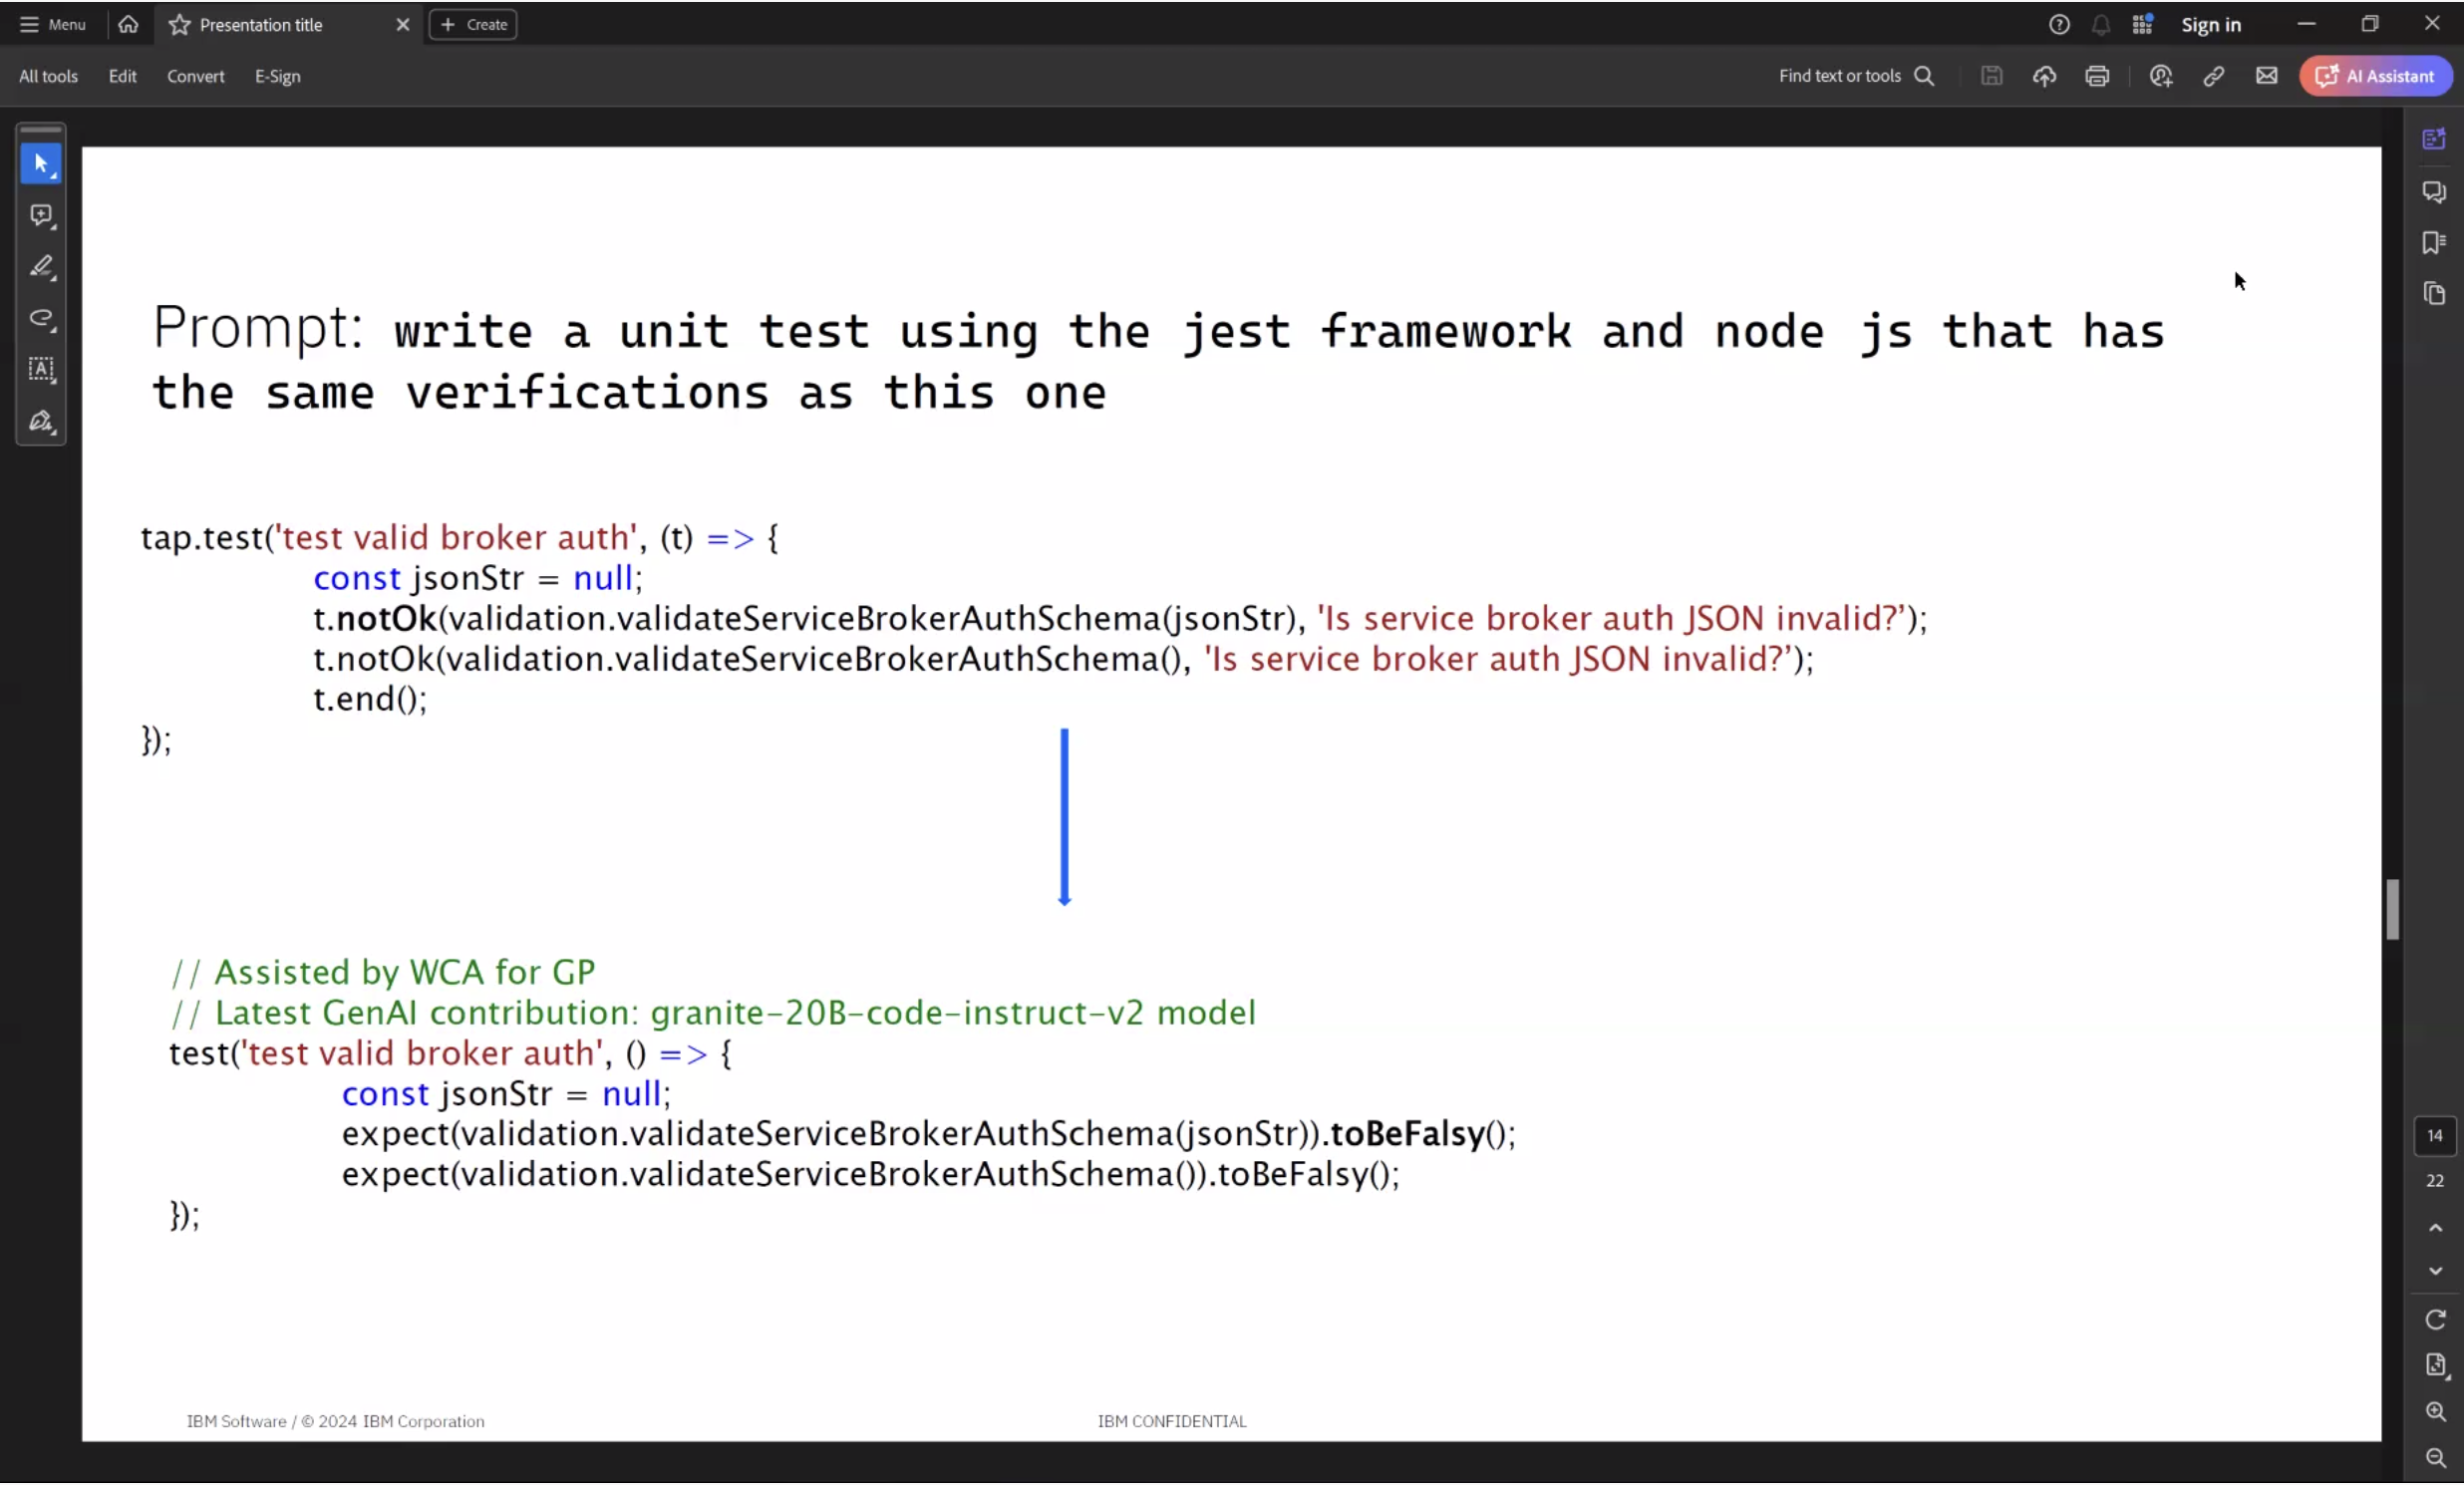 Menu
Presentation title
+ Create
Sign in
All tools
Edit
Convert
E-Sign
Find text or tools
AI Assistant
Prompt: write a unit test using the jest framework and node js that has
the same verifications as this one
tap.test('test valid broker auth', (t) => {
const jsonStr = null;
t.notOk(validation.validateServiceBrokerAuthSchema(jsonStr), 'Is service broker auth JSON invalid?’);
t.notOk(validation.validateServiceBrokerAuthSchema(), 'Is service broker auth JSON invalid?’);
t.end();
});
// Assisted by WCA for GP
// Latest GenAI contribution: granite-20B-code-instruct-v2 model
test('test valid broker auth', () => {
const jsonStr = null;
expect(validation.validateServiceBrokerAuthSchema(jsonStr)).toBeFalsy();
expect(validation.validateServiceBrokerAuthSchema()).toBeFalsy();
});
14
22
IBM Software / © 2024 IBM Corporation
IBM CONFIDENTIAL